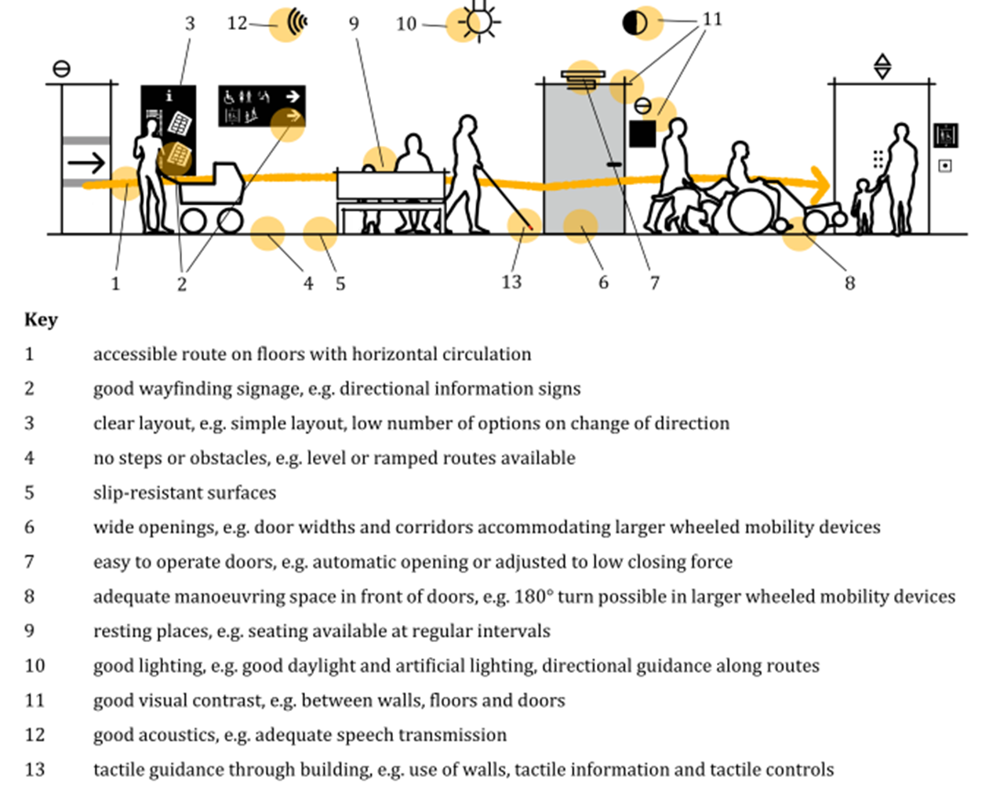 3 12 9 10 11
i
1 2 4 5 13 6 7 8
Key
1 accessible route on floors with horizontal circulation
2 good wayfinding signage, e.g. directional information signs
3 clear layout, e.g. simple layout, low number of options on change of direction
4 no steps or obstacles, e.g. level or ramped routes available
5 slip-resistant surfaces
6 wide openings, e.g. door widths and corridors accommodating larger wheeled mobility devices
7 easy to operate doors, e.g. automatic opening or adjusted to low closing force
8 adequate manoeuvring space in front of doors, e.g. 180° turn possible in larger wheeled mobility devices
9 resting places, e.g. seating available at regular intervals
10 good lighting, e.g. good daylight and artificial lighting, directional guidance along routes
11 good visual contrast, e.g. between walls, floors and doors
12 good acoustics, e.g. adequate speech transmission
13 tactile guidance through building, e.g. use of walls, tactile information and tactile controls